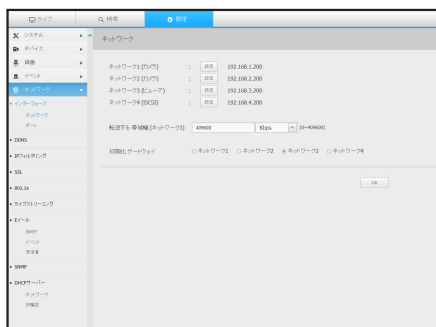 ライブ
検索
設定
システム
デバイス
録画
イベント
ネットワーク
インターフェース
ネットワーク
ポート
DDNS
IPフィルタリング
SSL
802.1x
ライブストリーミング
Eメール
SMTP
イベント
受信者
SNMP
DHCPサーバー
ネットワーク
IP確認
ネットワーク
ネットワーク1 (カメラ) : 設定 192.168.1.200
ネットワーク2 (カメラ) : 設定 192.168.2.200
ネットワーク3 (ビューア) : 設定 192.168.3.200
ネットワーク4 (iSCSI) : 設定 192.168.4.200
転送する 帯域幅 (ネットワーク1) 409600 Kbps (0~409600)
初期化 ゲートウェイ ネットワーク1 ネットワーク2 ネットワーク3 ネットワーク4
OK